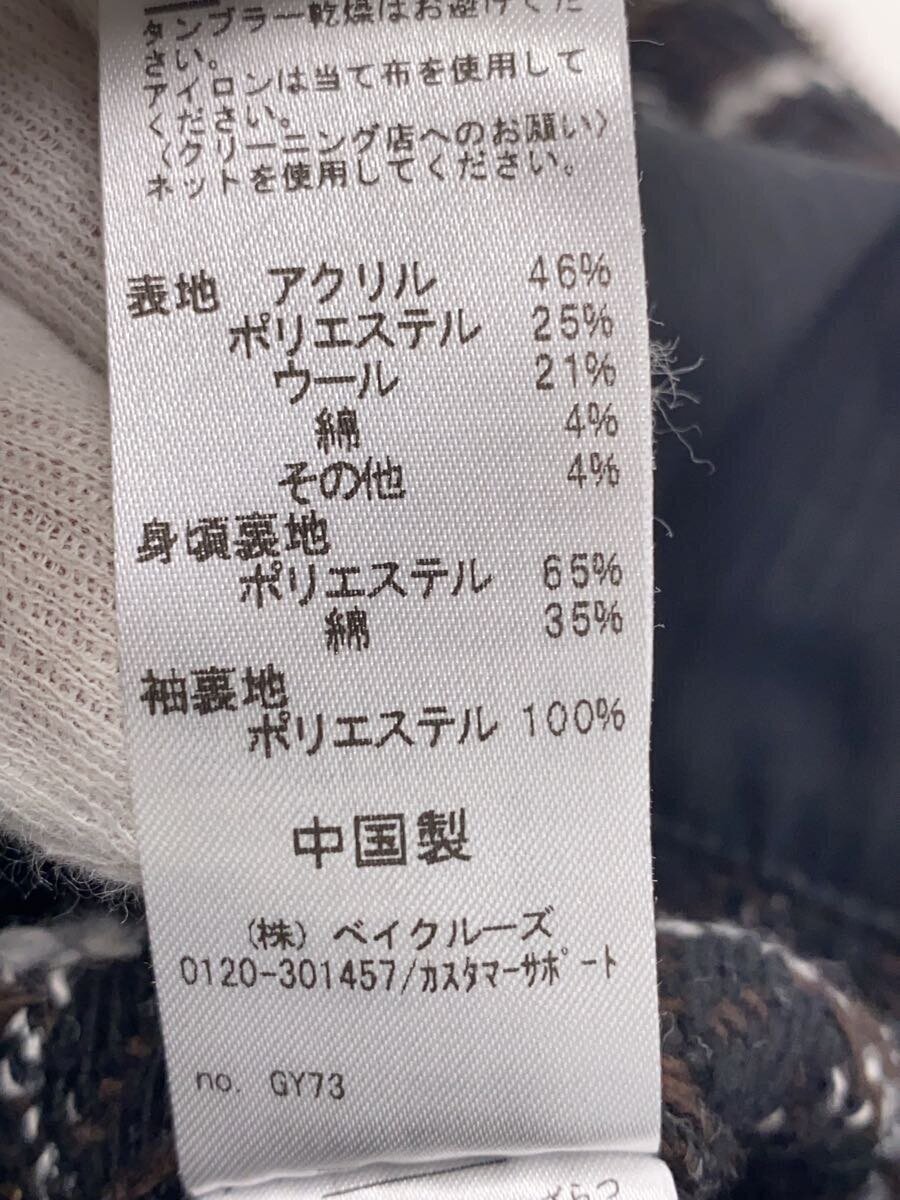 タンブラー乾燥はお避けくだ
さい。
アイロンは当て布を使用して
ください。
〈クリーニング店へのお願い〉
ネットを使用してください。
表地 アクリル 46%
ポリエステル 25%
ウール 21%
綿 4%
その他 4%
身頃裏地
ポリエステル 65%
綿 35%
袖裏地
ポリエステル 100%
中国製
(株) ベイクルーズ
0120-301457/カスタマーサポート
no. GY73